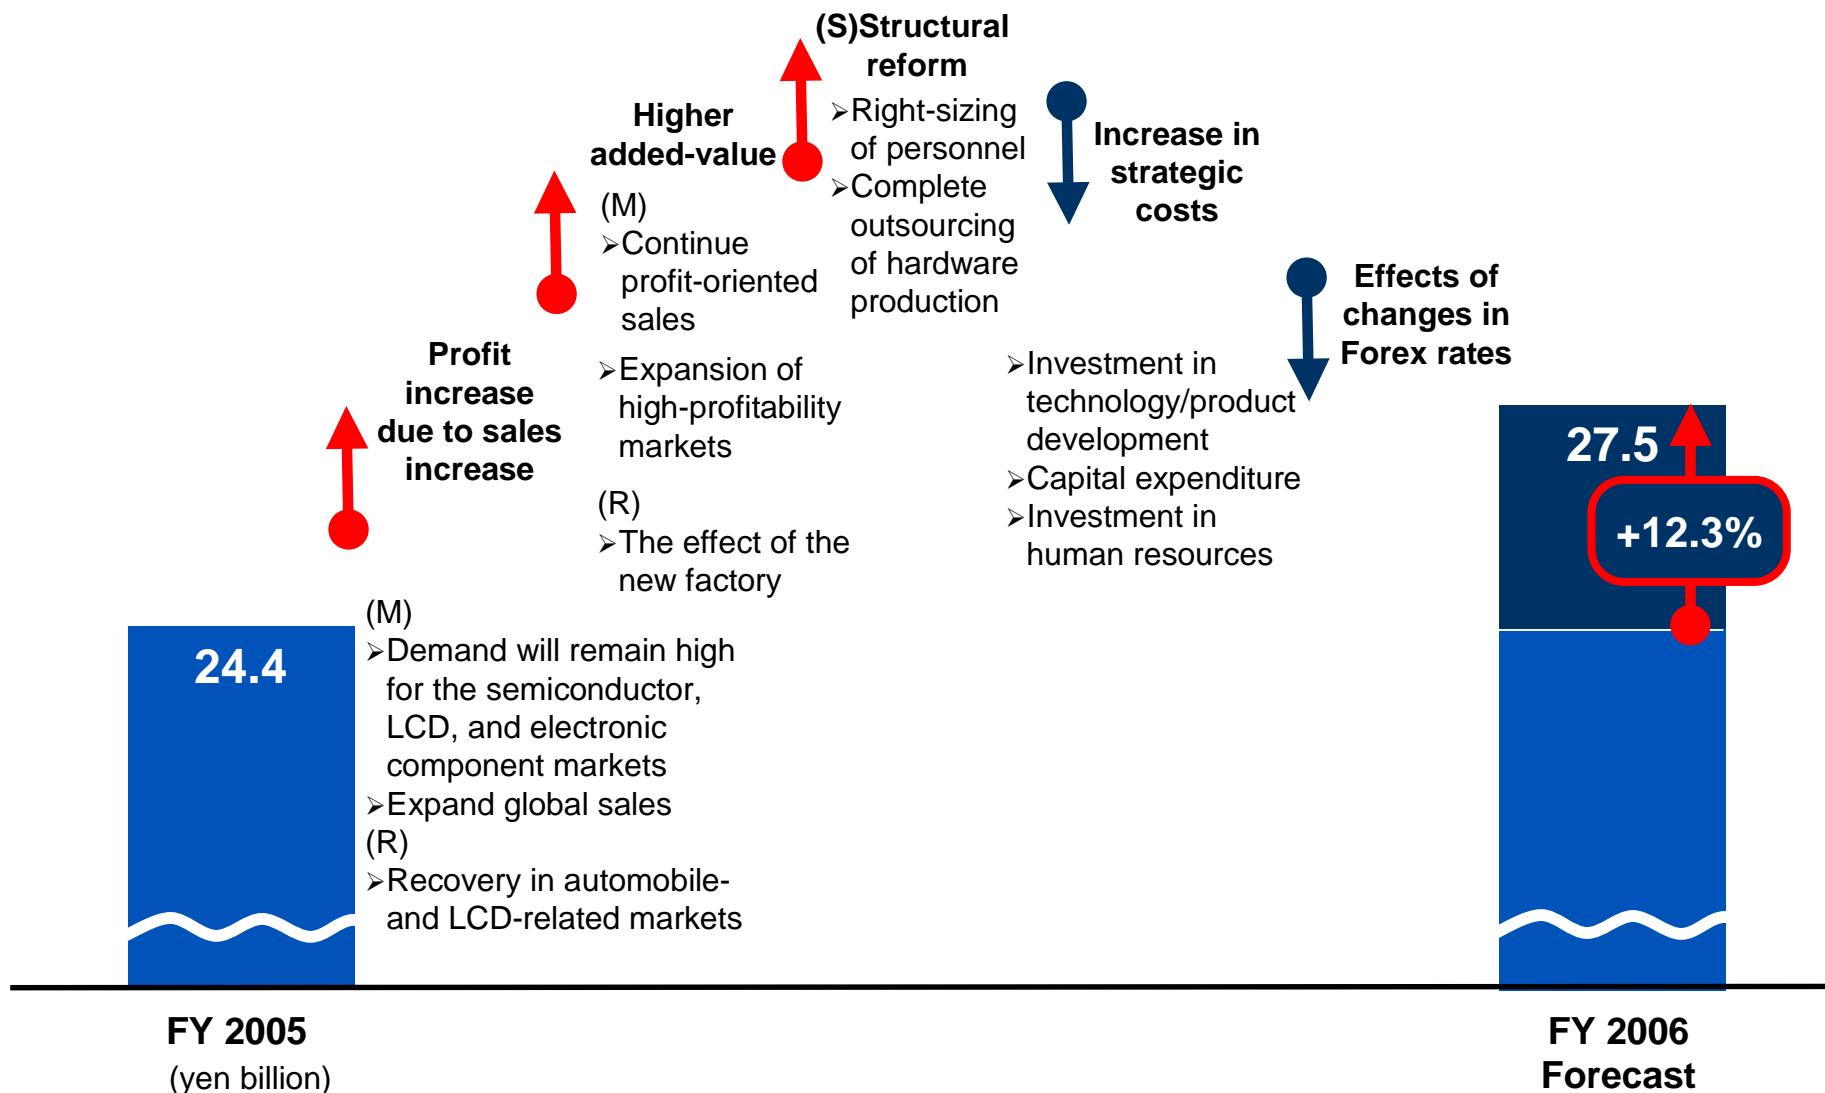 (S)Structural
reform
➢Right-sizing
of personnel
➢Complete
outsourcing
of hardware
production
Higher
added-value
(M)
➢Continue
profit-oriented
sales
➢Expansion of
high-profitability
markets
(R)
➢The effect of the
new factory
Increase in
strategic
costs
➢Investment in
technology/product
development
➢Capital expenditure
➢Investment in
human resources
Effects of
changes in
Forex rates
Profit
increase
due to sales
increase
(M)
➢Demand will remain high
for the semiconductor,
LCD, and electronic
component markets
➢Expand global sales
(R)
➢Recovery in automobile-
and LCD-related markets
24.4
27.5
+12.3%
FY 2005
(yen billion)
FY 2006
Forecast